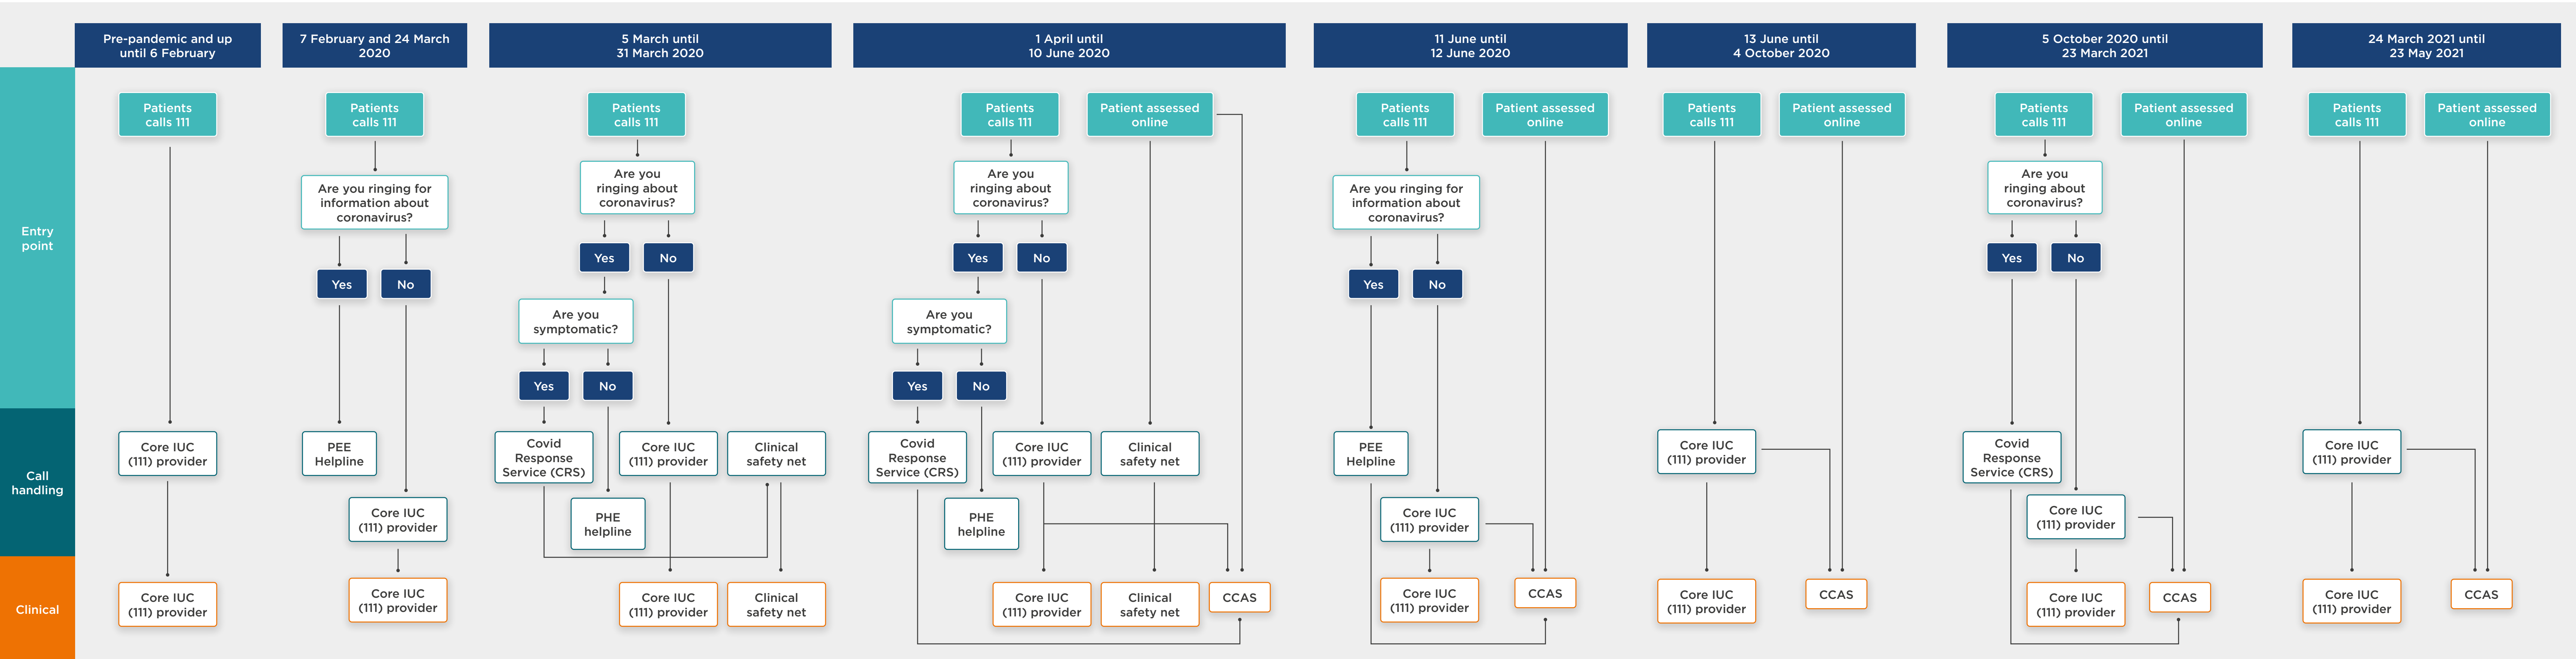 Pre-pandemic and up
until 6 February
7 February and 24 March
2020
5 March until
31 March 2020
1 April until
10 June 2020
11 June until
12 June 2020
13 June until
4 October 2020
5 October 2020 until
23 March 2021
24 March 2021 until
23 May 2021
Entry
point
Call
handling
Clinical
Patients
calls 111
Core IUC
(111) provider
Core IUC
(111) provider
Patients
calls 111
Are you ringing for
information about
coronavirus?
Yes
No
PEE
Helpline
Core IUC
(111) provider
Core IUC
(111) provider
Patients
calls 111
Are you
ringing about
coronavirus?
Yes
No
Are you
symptomatic?
Yes
No
Covid
Response
Service (CRS)
Core IUC
(111) provider
Clinical
safety net
PHE
helpline
Core IUC
(111) provider
Clinical
safety net
Patients
calls 111
Patient assessed
online
Are you
ringing about
coronavirus?
Yes
No
Are you
symptomatic?
Yes
No
Covid
Response
Service (CRS)
Core IUC
(111) provider
Clinical
safety net
PHE
helpline
Core IUC
(111) provider
Clinical
safety net
CCAS
Patients
calls 111
Patient assessed
online
Are you ringing for
information about
coronavirus?
Yes
No
PEE
Helpline
Core IUC
(111) provider
Core IUC
(111) provider
CCAS
Patients
calls 111
Patient assessed
online
Core IUC
(111) provider
Core IUC
(111) provider
CCAS
Patients
calls 111
Patient assessed
online
Are you
ringing about
coronavirus?
Yes
No
Covid
Response
Service (CRS)
Core IUC
(111) provider
Core IUC
(111) provider
CCAS
Patients
calls 111
Patient assessed
online
Core IUC
(111) provider
Core IUC
(111) provider
CCAS